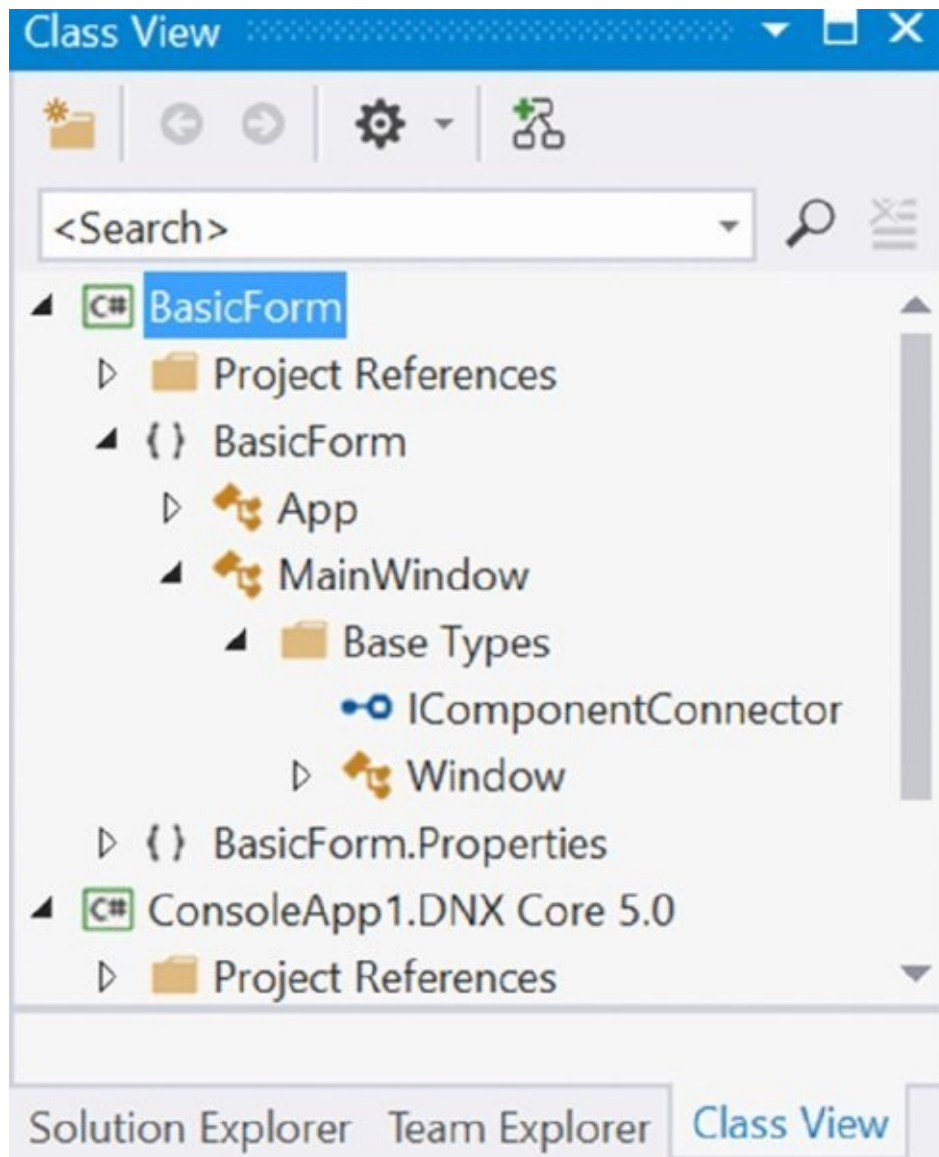 Class View
<Search>
C# BasicForm
Project References
{ } BasicForm
App
MainWindow
Base Types
IComponentConnector
Window
{ } BasicForm.Properties
C# ConsoleApp1.DNX Core 5.0
Project References
Solution Explorer Team Explorer Class View